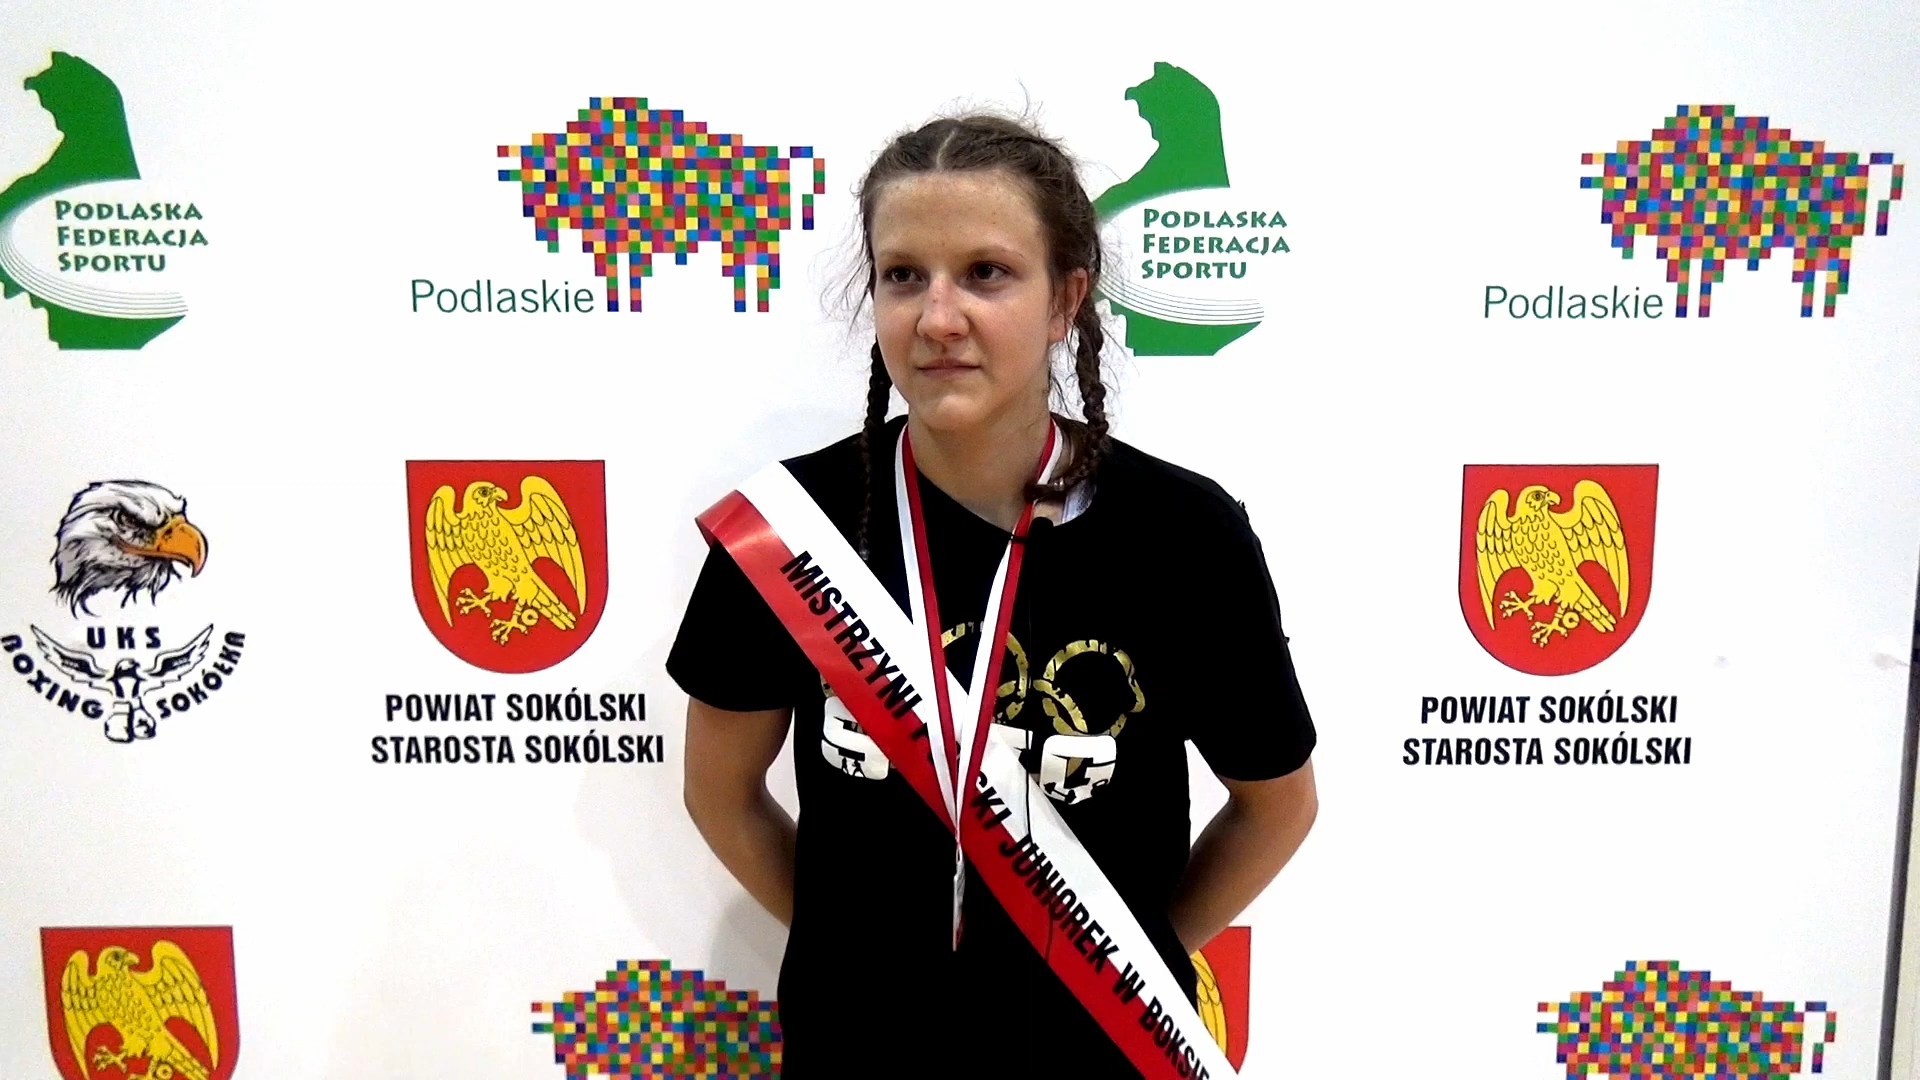 PODLASKA
FEDERACJA
SPORTU
Podlaskie
PODLASKA
FEDERACJA
SPORTU
Podlaskie
UKS
BOXING SOKÓŁKA
POWIAT SOKÓLSKI
STAROSTA SOKÓLSKI
MISTRZYNI POLSKI JUNIOREK W BOKSIE
POWIAT SOKÓLSKI
STAROSTA SOKÓLSKI